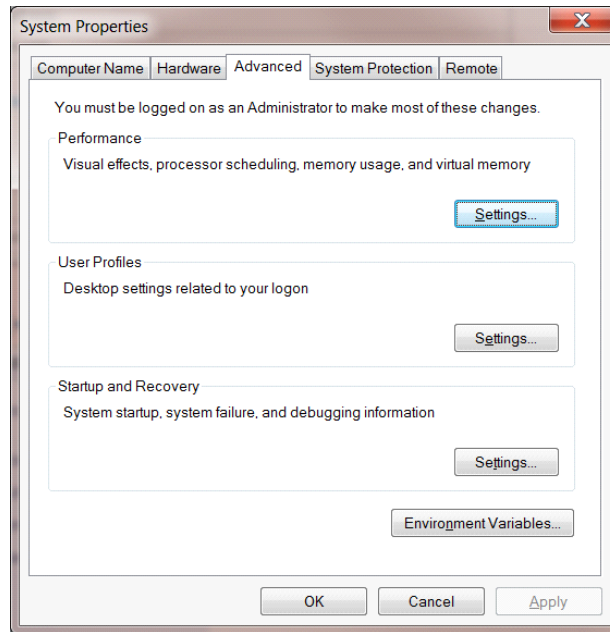 System Properties
Computer Name Hardware Advanced System Protection Remote
You must be logged on as an Administrator to make most of these changes.
Performance
Visual effects, processor scheduling, memory usage, and virtual memory
Settings...
User Profiles
Desktop settings related to your logon
Settings...
Startup and Recovery
System startup, system failure, and debugging information
Settings...
Environment Variables...
OK Cancel Apply